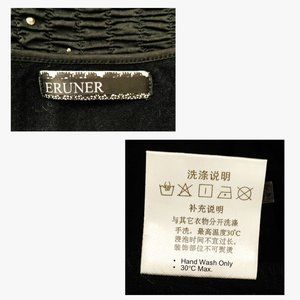 ERÜNER
洗涤说明
补充说明
与其它衣物分开洗涤
手洗，最高温度30℃
浸泡时间不宜过长，
装饰部位不可熨烫
• Hand Wash Only
• 30°C Max.